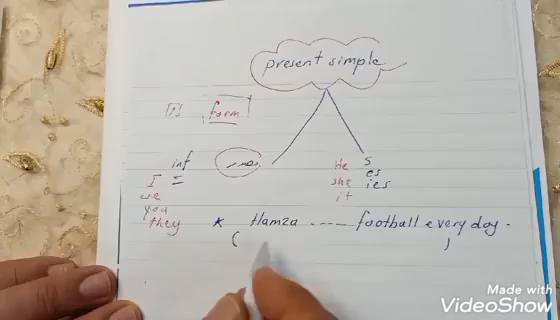 present simple
[1] form
inf
I
we
you
they
He
she
it
s
es
ies
* Hamza ---- football every day.
( )
Made with
VideoShow